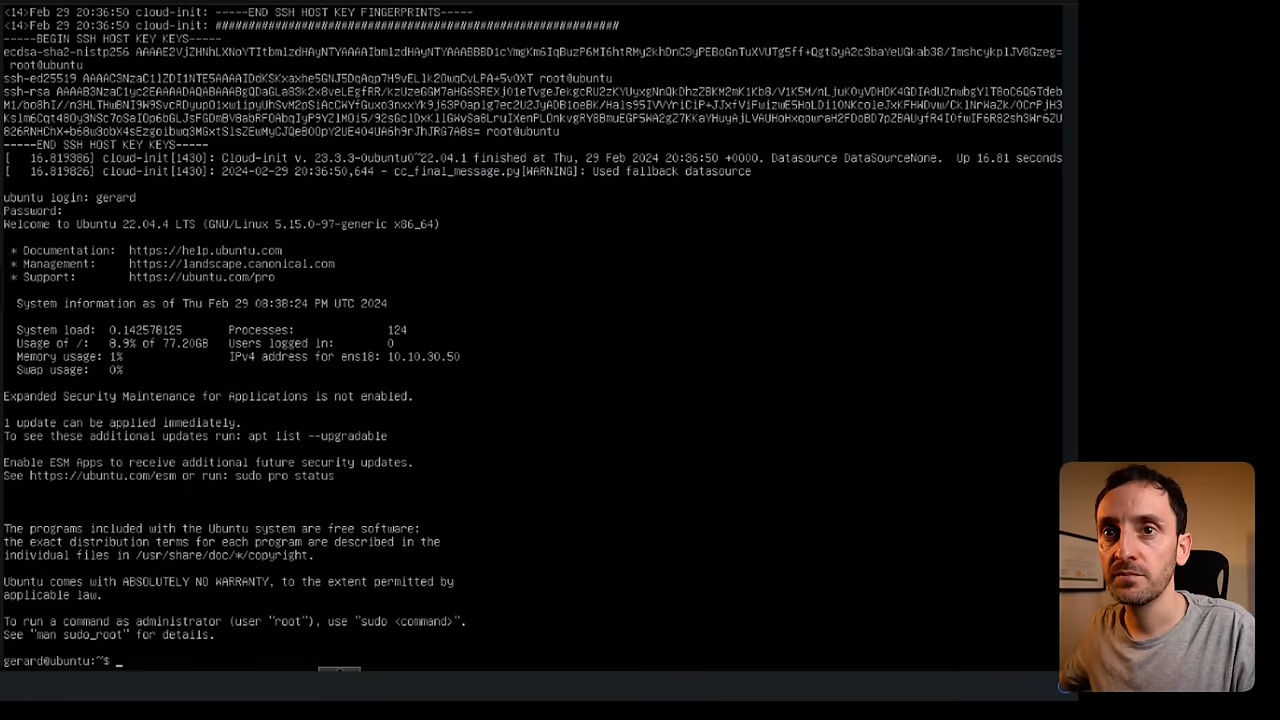 <14>Feb 29 20:36:50 cloud-init: -----END SSH HOST KEY FINGERPRINTS-----
<14>Feb 29 20:36:50 cloud-init: #############################################################
-----BEGIN SSH HOST KEY KEYS-----
ecdsa-sha2-nistp256
root@ubuntu
ssh-ed25519 root@ubuntu
ssh-rsa
root@ubuntu
-----END SSH HOST KEY KEYS-----
[   16.819386] cloud-init[1430]: Cloud-init v. 23.3.3-0ubuntu0~22.04.1 finished at Thu, 29 Feb 2024 20:36:50 +0000. Datasource DataSourceNone.  Up 16.81 seconds
[   16.819826] cloud-init[1430]: 2024-02-29 20:36:50,644 - cc_final_message.py[WARNING]: Used fallback datasource
ubuntu login: gerard
Password:
Welcome to Ubuntu 22.04.4 LTS (GNU/Linux 5.15.0-97-generic x86_64)
* Documentation:  https://help.ubuntu.com
* Management:     https://landscape.canonical.com
* Support:        https://ubuntu.com/pro
System information as of Thu Feb 29 08:38:24 PM UTC 2024
System load:  0.142578125       Processes:              124
Usage of /:   8.9% of 77.20GB   Users logged in:        0
Memory usage: 1%                IPv4 address for ens18: 10.10.30.50
Swap usage:   0%
Expanded Security Maintenance for Applications is not enabled.
1 update can be applied immediately.
To see these additional updates run: apt list --upgradable
Enable ESM Apps to receive additional future security updates.
See https://ubuntu.com/esm or run: sudo pro status
The programs included with the Ubuntu system are free software;
the exact distribution terms for each program are described in the
individual files in /usr/share/doc/*/copyright.
Ubuntu comes with ABSOLUTELY NO WARRANTY, to the extent permitted by
applicable law.
To run a command as administrator (user "root"), use "sudo <command>".
See "man sudo_root" for details.
gerard@ubuntu:~$ _